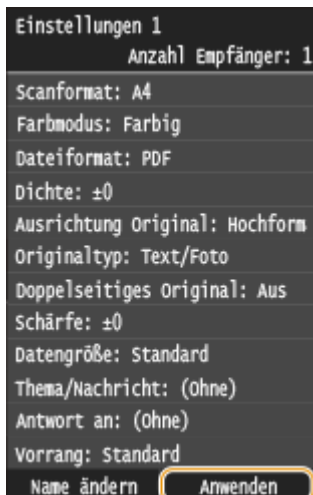 Einstellungen 1
Anzahl Empfänger: 1
Scanformat: A4
Farbmodus: Farbig
Dateiformat: PDF
Dichte: ±0
Ausrichtung Original: Hochform
Originaltyp: Text/Foto
Doppelseitiges Original: Aus
Schärfe: ±0
Datengröße: Standard
Thema/Nachricht: (Ohne)
Antwort an: (Ohne)
Vorrang: Standard
Name ändern Anwenden